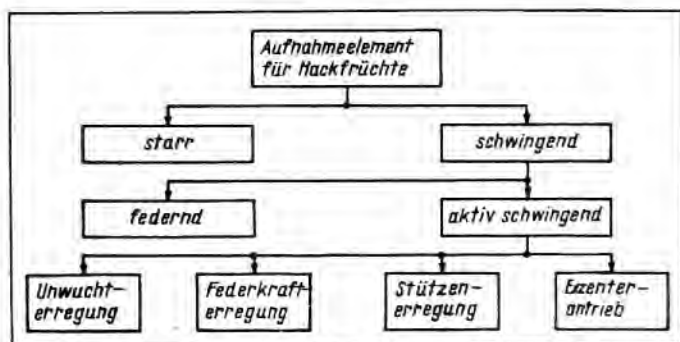 Aufnahmeelement
für Hackfrüchte
starr
schwingend
federnd
aktiv schwingend
Unwucht-
erregung
Federkraft-
erregung
Stützen-
erregung
Exzenter-
antrieb